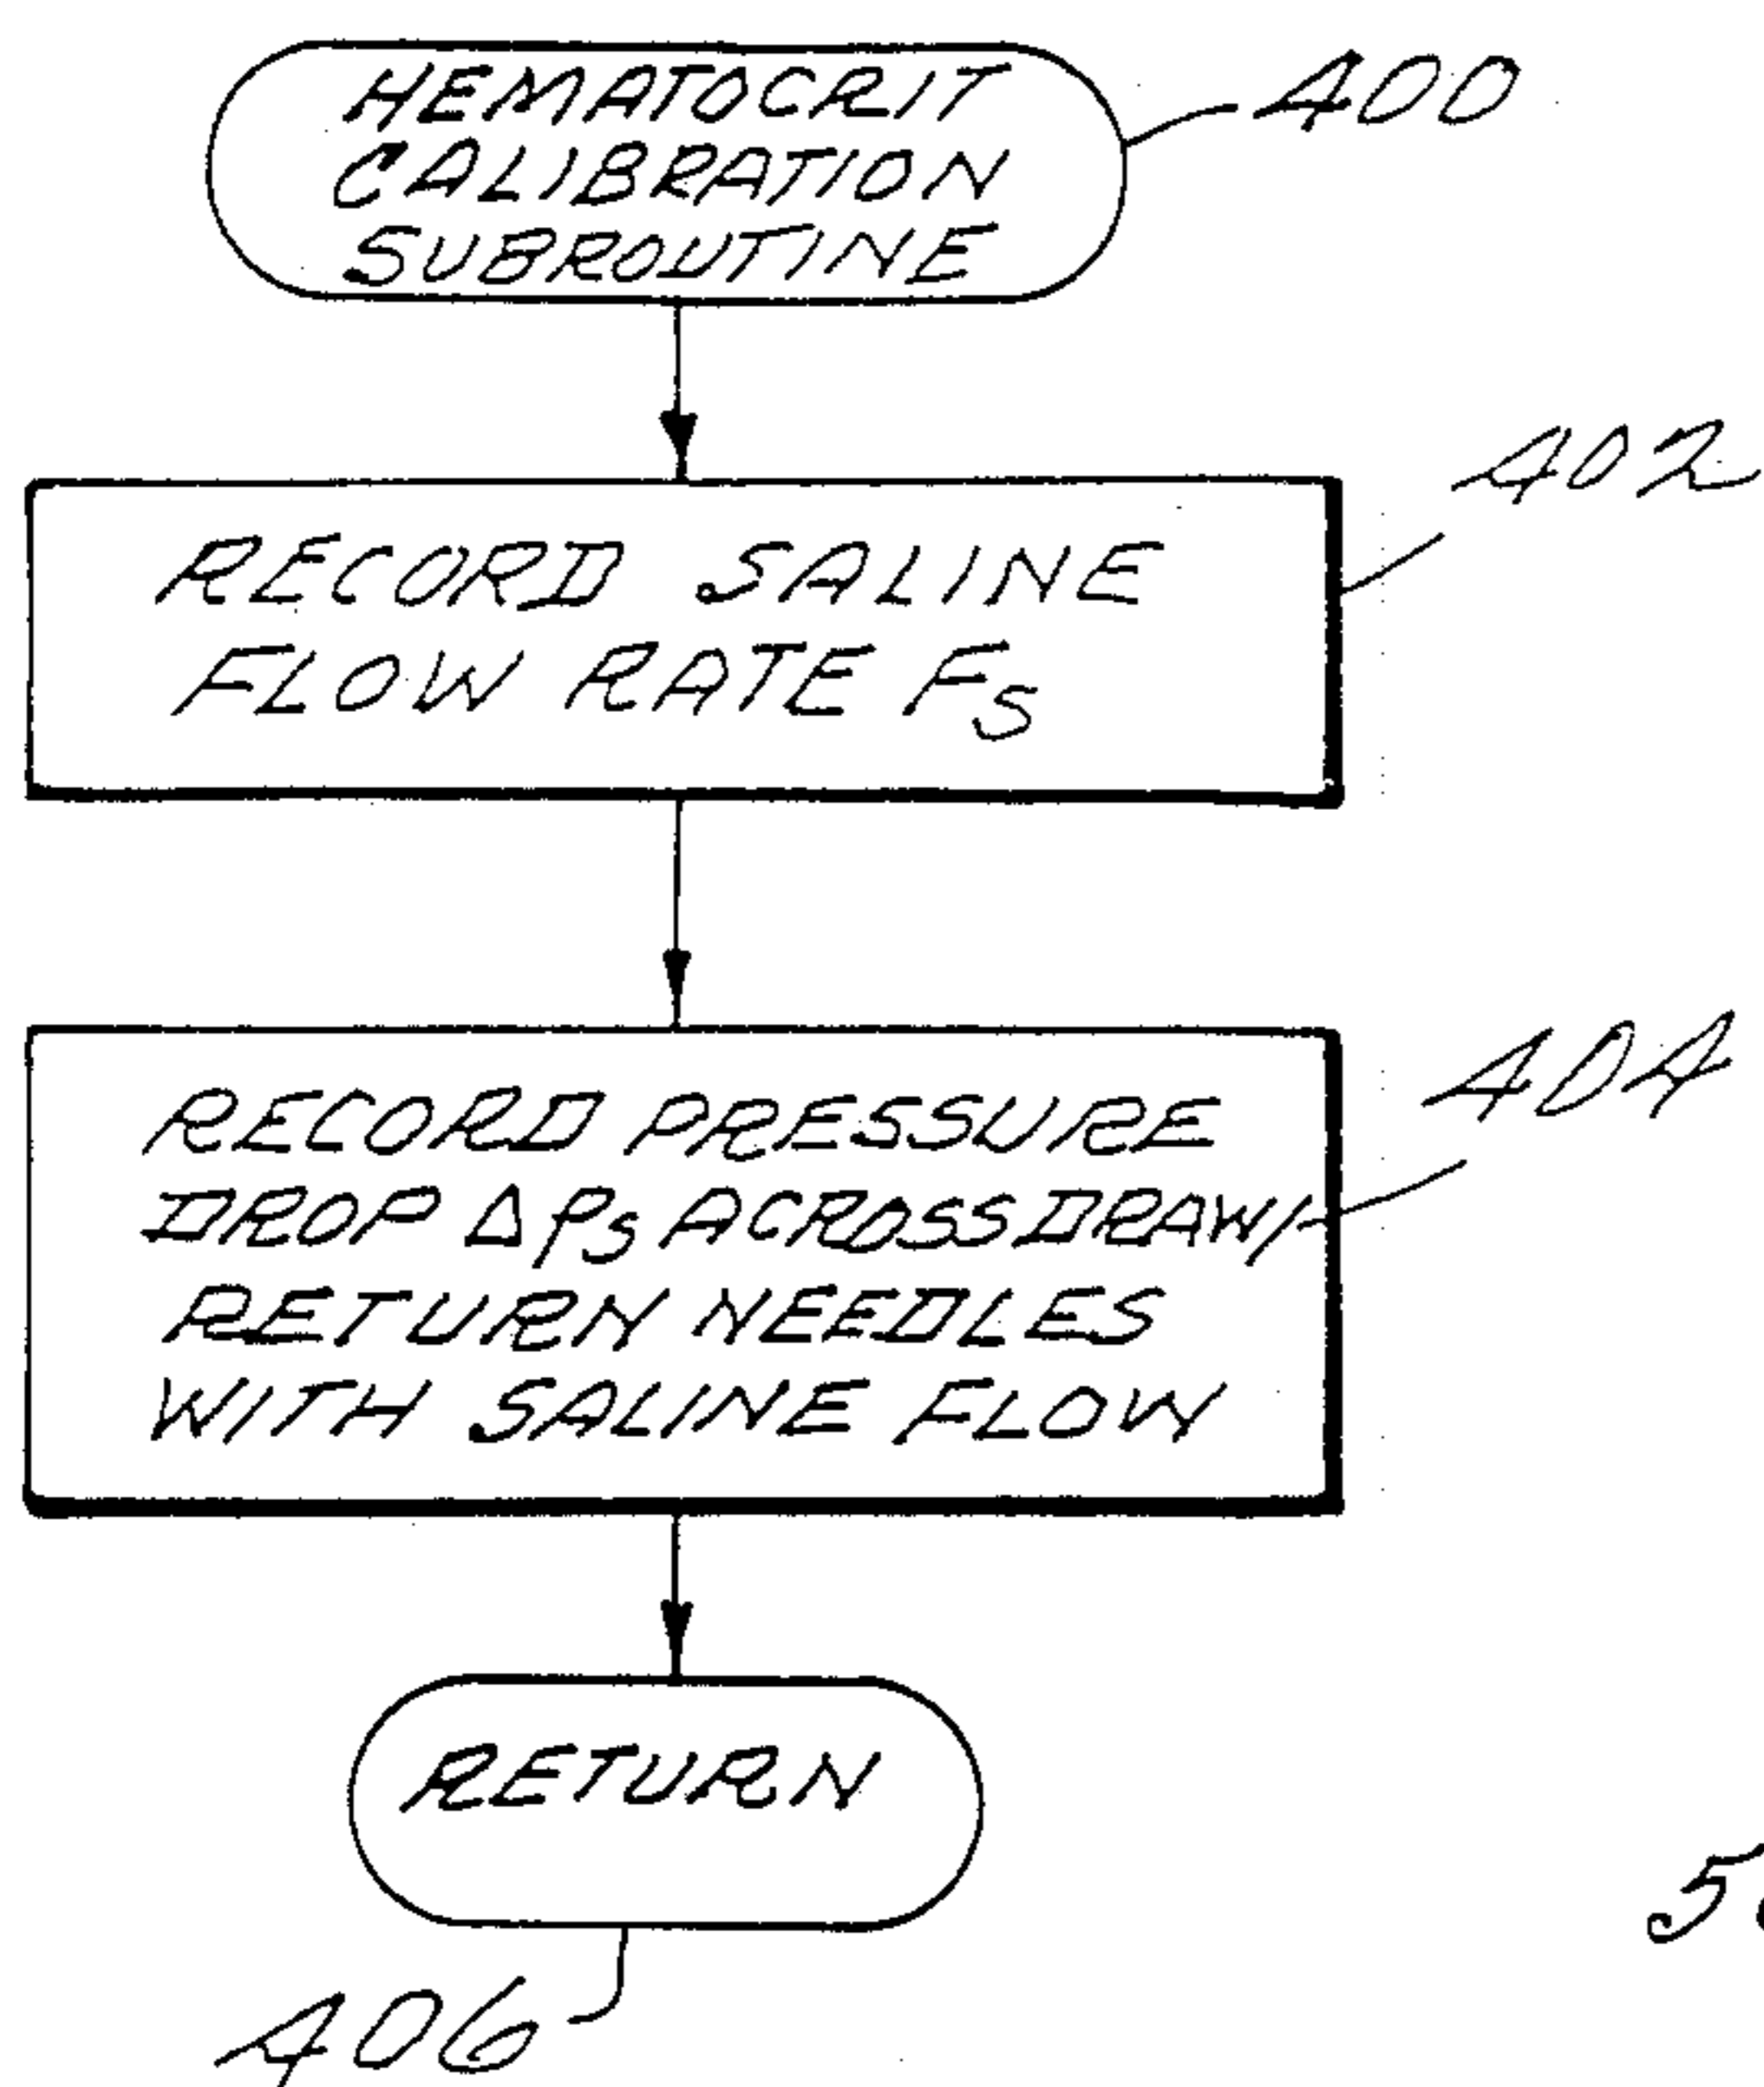 HEMATOCRIT
CALIBRATION
SUBROUTINE
400
RECORD SALINE
FLOW RATE Fs
402
RECORD PRESSURE
DROP ΔPs ACROSS DRAW/
RETURN NEEDLES
WITH SALINE FLOW
404
RETURN
406